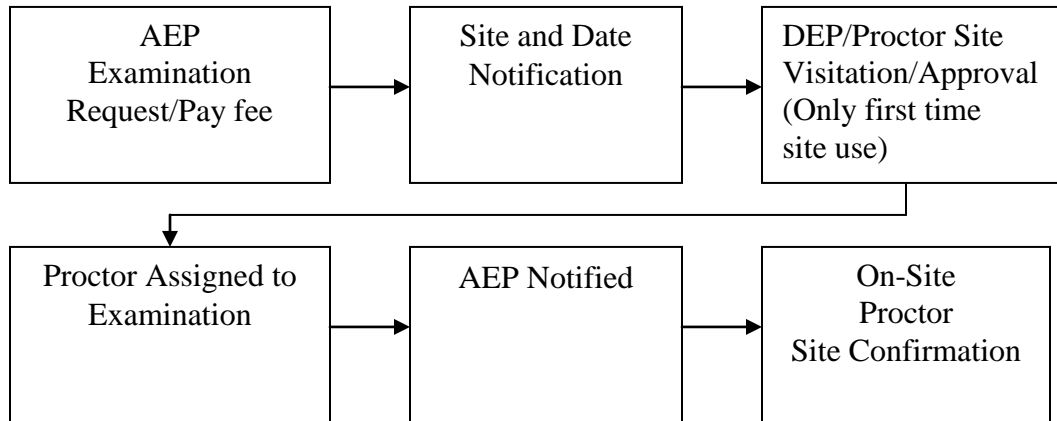 AEP
Examination
Request/Pay fee
Site and Date
Notification
DEP/Proctor Site
Visitation/Approval
(Only first time
site use)
Proctor Assigned to
Examination
AEP Notified
On-Site
Proctor
Site Confirmation